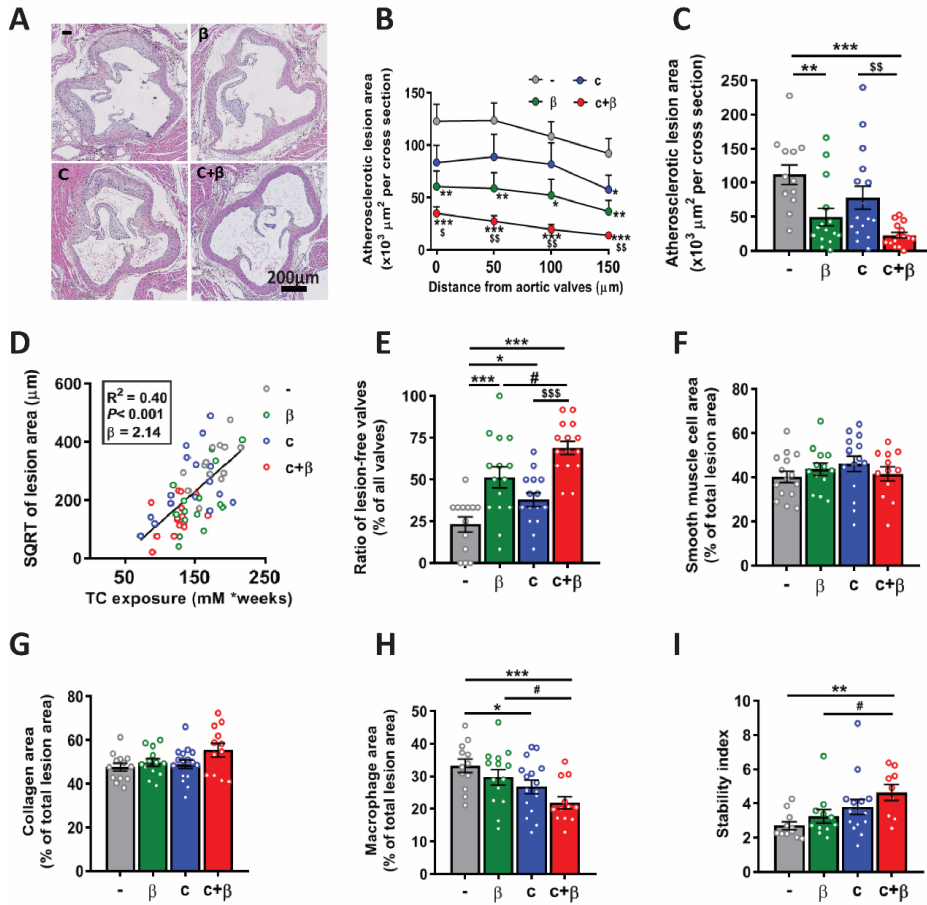 A
-
β
C
C+β
200μm
B
Atherosclerotic lesion area
(x10³ μm² per cross section)
150
100
50
0
- c
β c+β
**
**
*
*
**
***
$
***
$$
***
$$
***
$$
0 50 100 150
Distance from aortic valves (μm)
C
Atherosclerotic lesion area
(x10³ μm² per cross section)
250
200
150
100
50
0
***
** $$
- β c c+β
D
SQRT of lesion area (μm)
600
400
200
0
R² = 0.40
P< 0.001
β = 2.14
-
β
c
c+β
50 150 250
TC exposure (mM *weeks)
E
Ratio of lesion-free valves
(% of all valves)
100
75
50
25
0
***
*
*** #
$$$
- β c c+β
F
Smooth muscle cell area
(% of total lesion area)
80
60
40
20
0
- β c c+β
G
Collagen area
(% of total lesion area)
80
60
40
20
0
- β c c+β
H
Macrophage area
(% of total lesion area)
50
40
30
20
10
0
***
#
*
- β c c+β
I
Stability index
10
8
6
4
2
0
**
#
- β c c+β